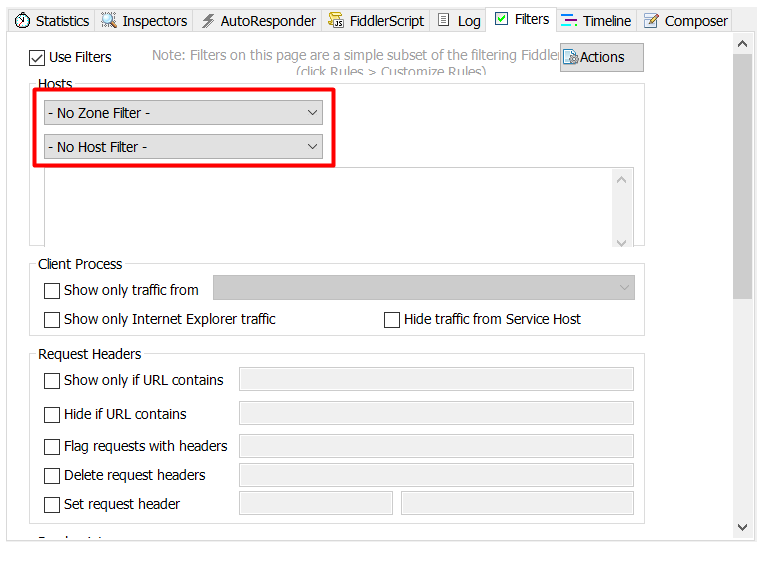 Statistics Inspectors AutoResponder FiddlerScript Log Filters Timeline Composer
Use Filters
Note: Filters on this page are a simple subset of the filtering Fiddler
Actions
(click Rules > Customize Rules)
Hosts
- No Zone Filter -
- No Host Filter -
Client Process
Show only traffic from
Show only Internet Explorer traffic Hide traffic from Service Host
Request Headers
Show only if URL contains
Hide if URL contains
Flag requests with headers
Delete request headers
Set request header